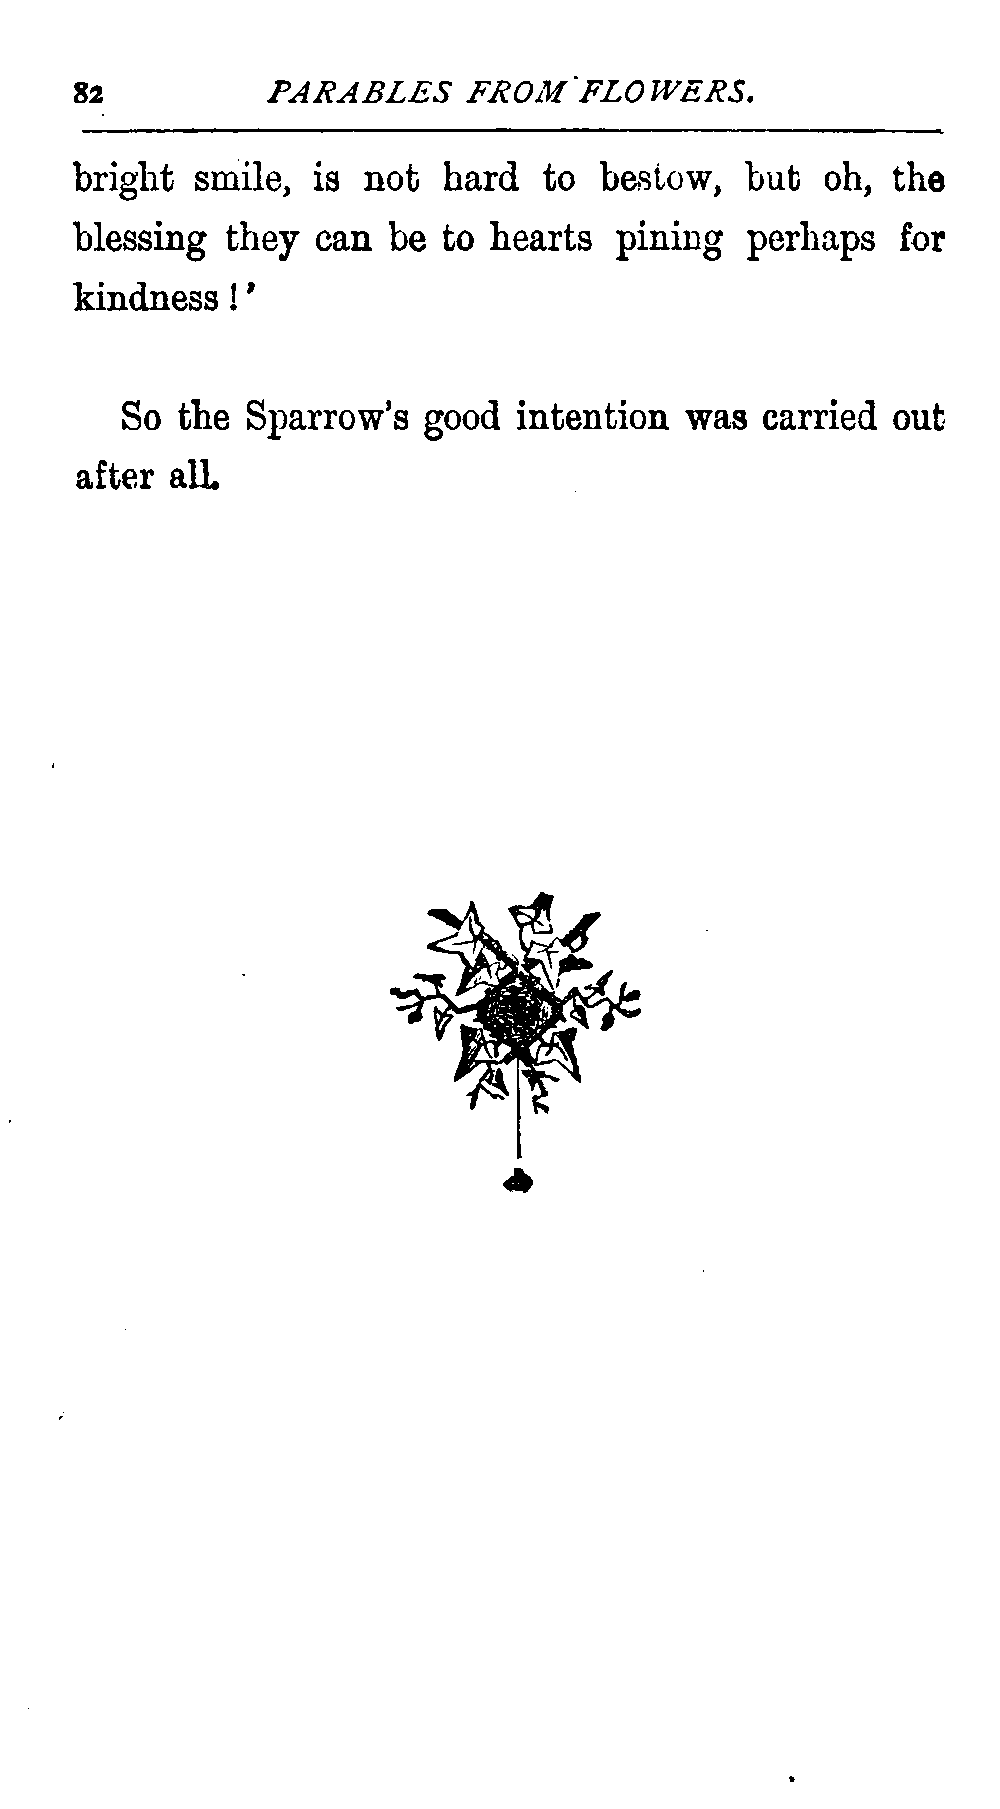 82 PARABLES FROM FLOWERS.
bright smile, is not hard to bestow, but oh, the
blessing they can be to hearts pining perhaps for
kindness!'
So the Sparrow's good intention was carried out
after all.